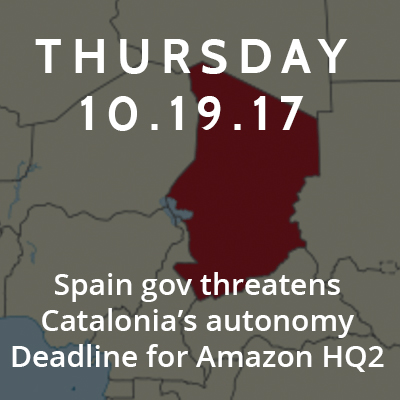 THURSDAY
10.19.17
Spain gov threatens
Catalonia’s autonomy
Deadline for Amazon HQ2